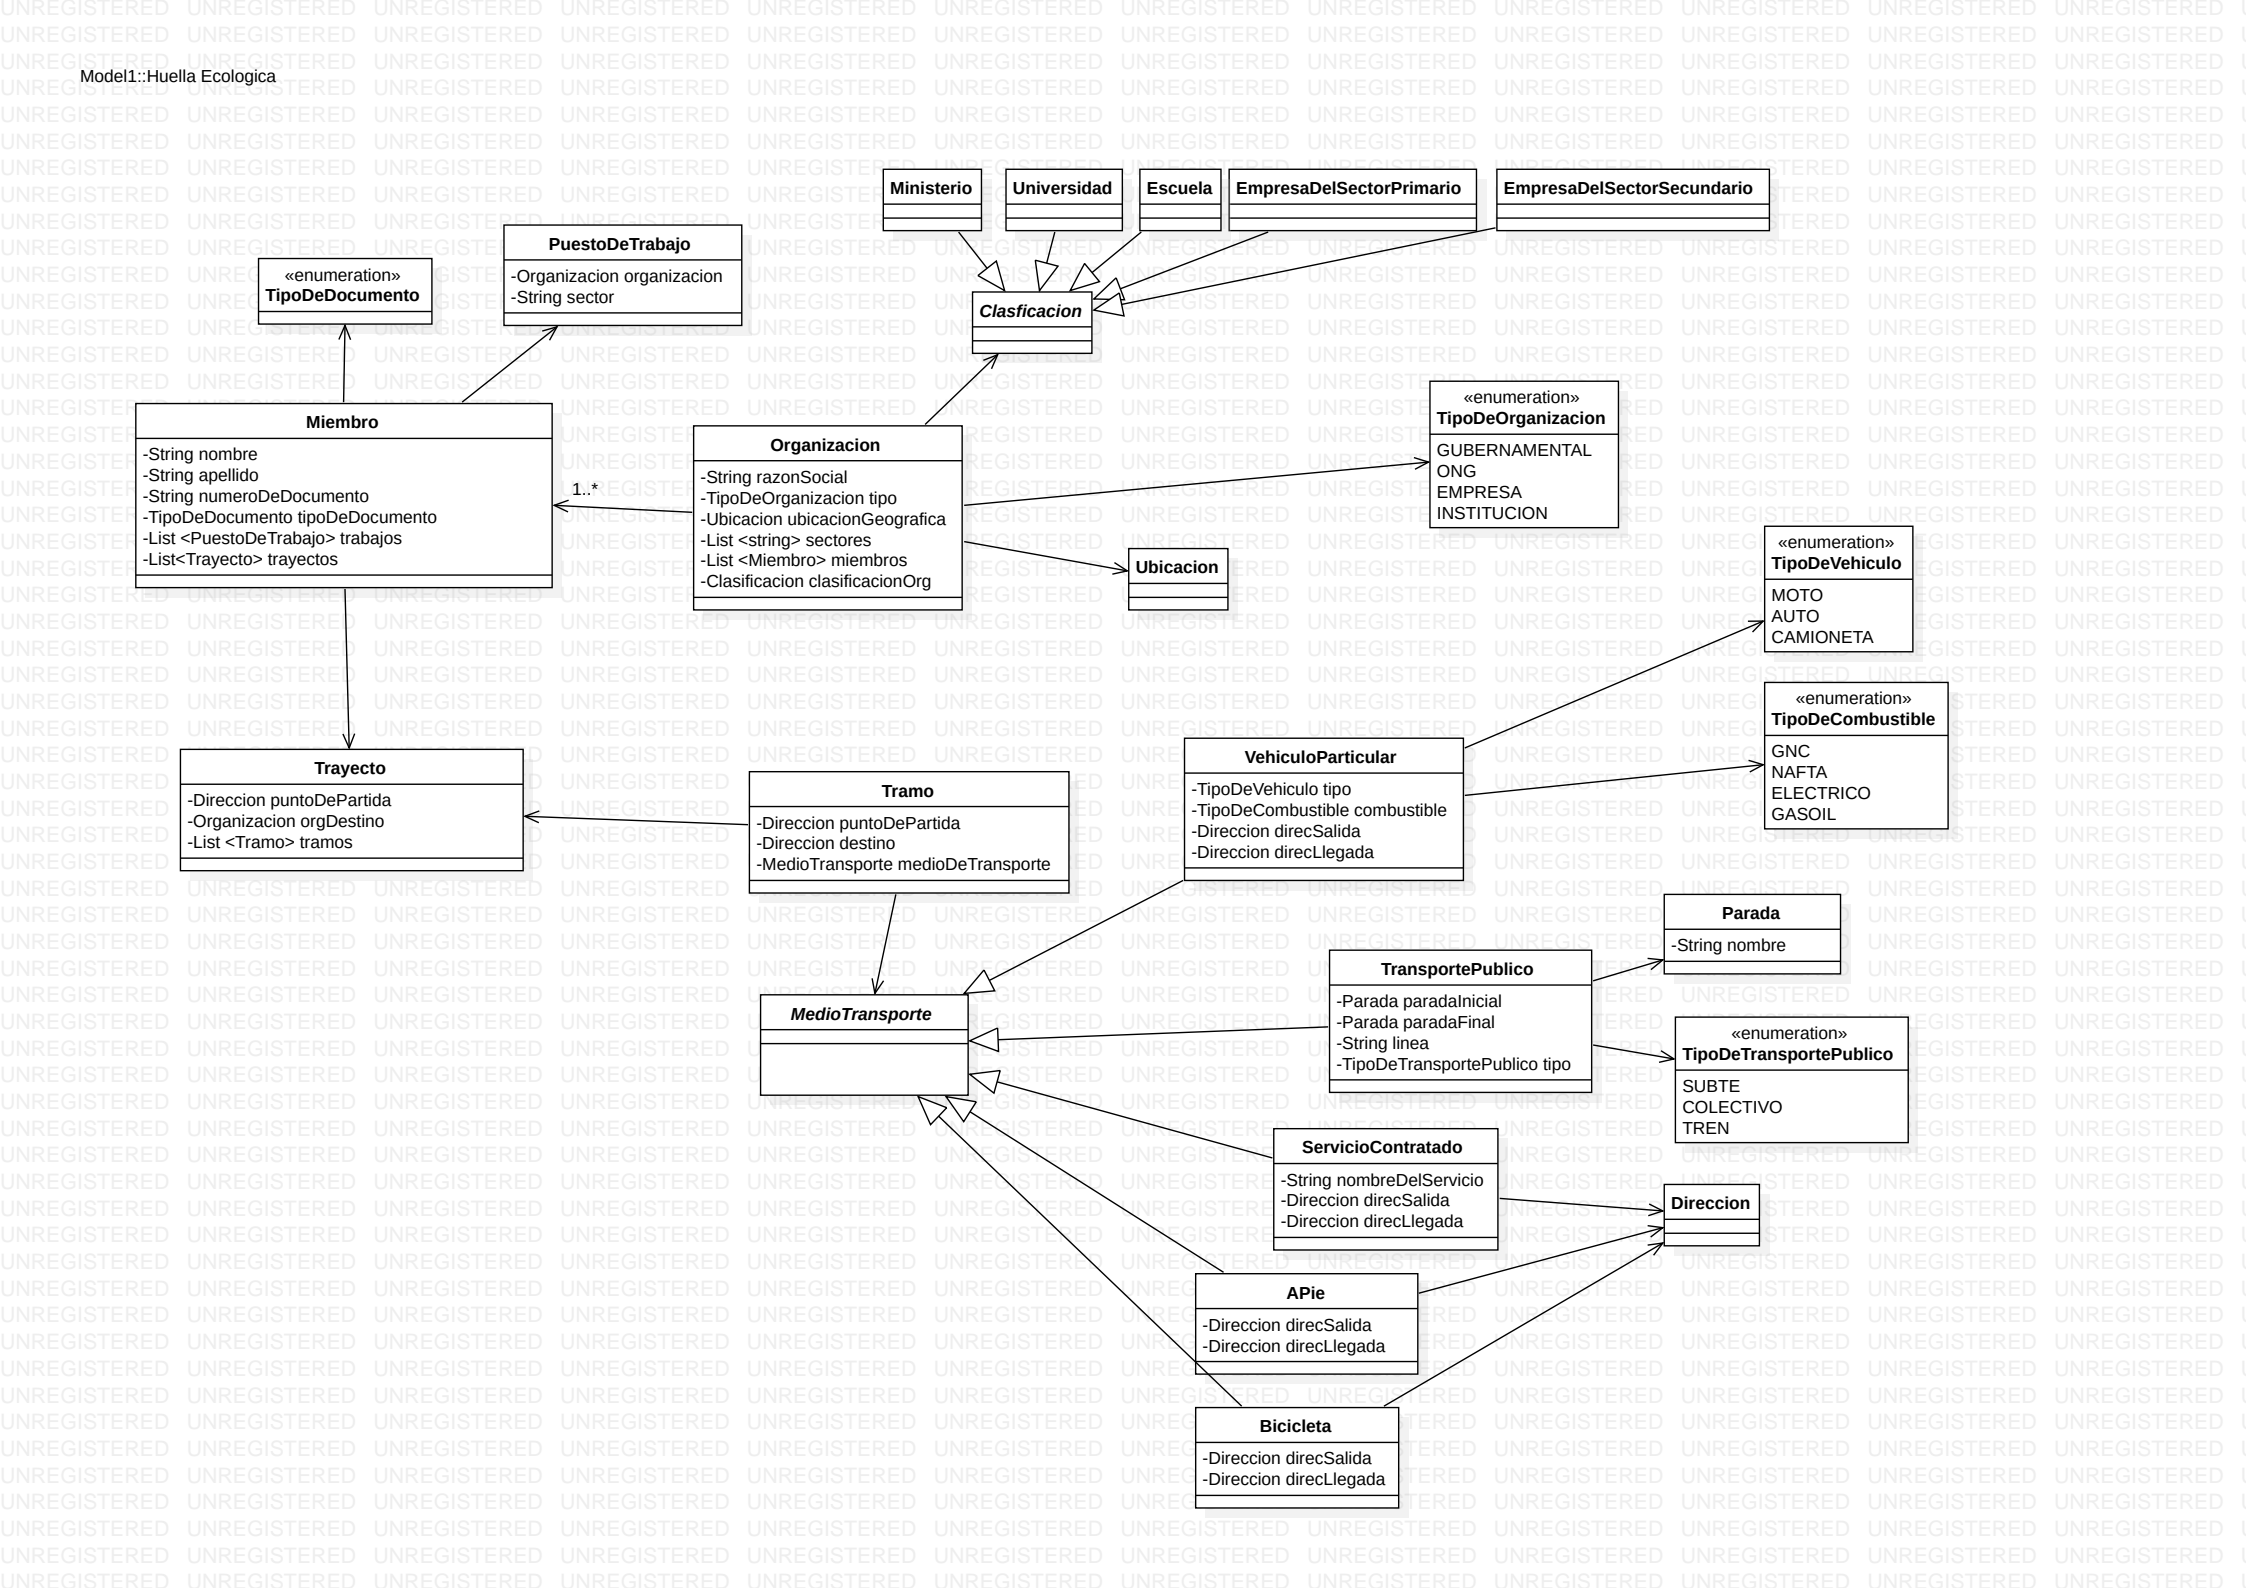 Model1::Huella Ecologica
Ministerio
Universidad
Escuela
EmpresaDelSectorPrimario
EmpresaDelSectorSecundario
PuestoDeTrabajo
-Organizacion organizacion
-String sector
«enumeration»
TipoDeDocumento
Clasficacion
«enumeration»
TipoDeOrganizacion
GUBERNAMENTAL
ONG
EMPRESA
INSTITUCION
Miembro
-String nombre
-String apellido
-String numeroDeDocumento
-TipoDeDocumento tipoDeDocumento
-List <PuestoDeTrabajo> trabajos
-List<Trayecto> trayectos
1..*
Organizacion
-String razonSocial
-TipoDeOrganizacion tipo
-Ubicacion ubicacionGeografica
-List <string> sectores
-List <Miembro> miembros
-Clasificacion clasificacionOrg
Ubicacion
«enumeration»
TipoDeVehiculo
MOTO
AUTO
CAMIONETA
«enumeration»
TipoDeCombustible
GNC
NAFTA
ELECTRICO
GASOIL
Trayecto
-Direccion puntoDePartida
-Organizacion orgDestino
-List <Tramo> tramos
Tramo
-Direccion puntoDePartida
-Direccion destino
-MedioTransporte medioDeTransporte
VehiculoParticular
-TipoDeVehiculo tipo
-TipoDeCombustible combustible
-Direccion direcSalida
-Direccion direcLlegada
Parada
-String nombre
TransportePublico
-Parada paradaInicial
-Parada paradaFinal
-String linea
-TipoDeTransportePublico tipo
MedioTransporte
«enumeration»
TipoDeTransportePublico
SUBTE
COLECTIVO
TREN
ServicioContratado
-String nombreDelServicio
-Direccion direcSalida
-Direccion direcLlegada
Direccion
APie
-Direccion direcSalida
-Direccion direcLlegada
Bicicleta
-Direccion direcSalida
-Direccion direcLlegada
UNREGISTERED